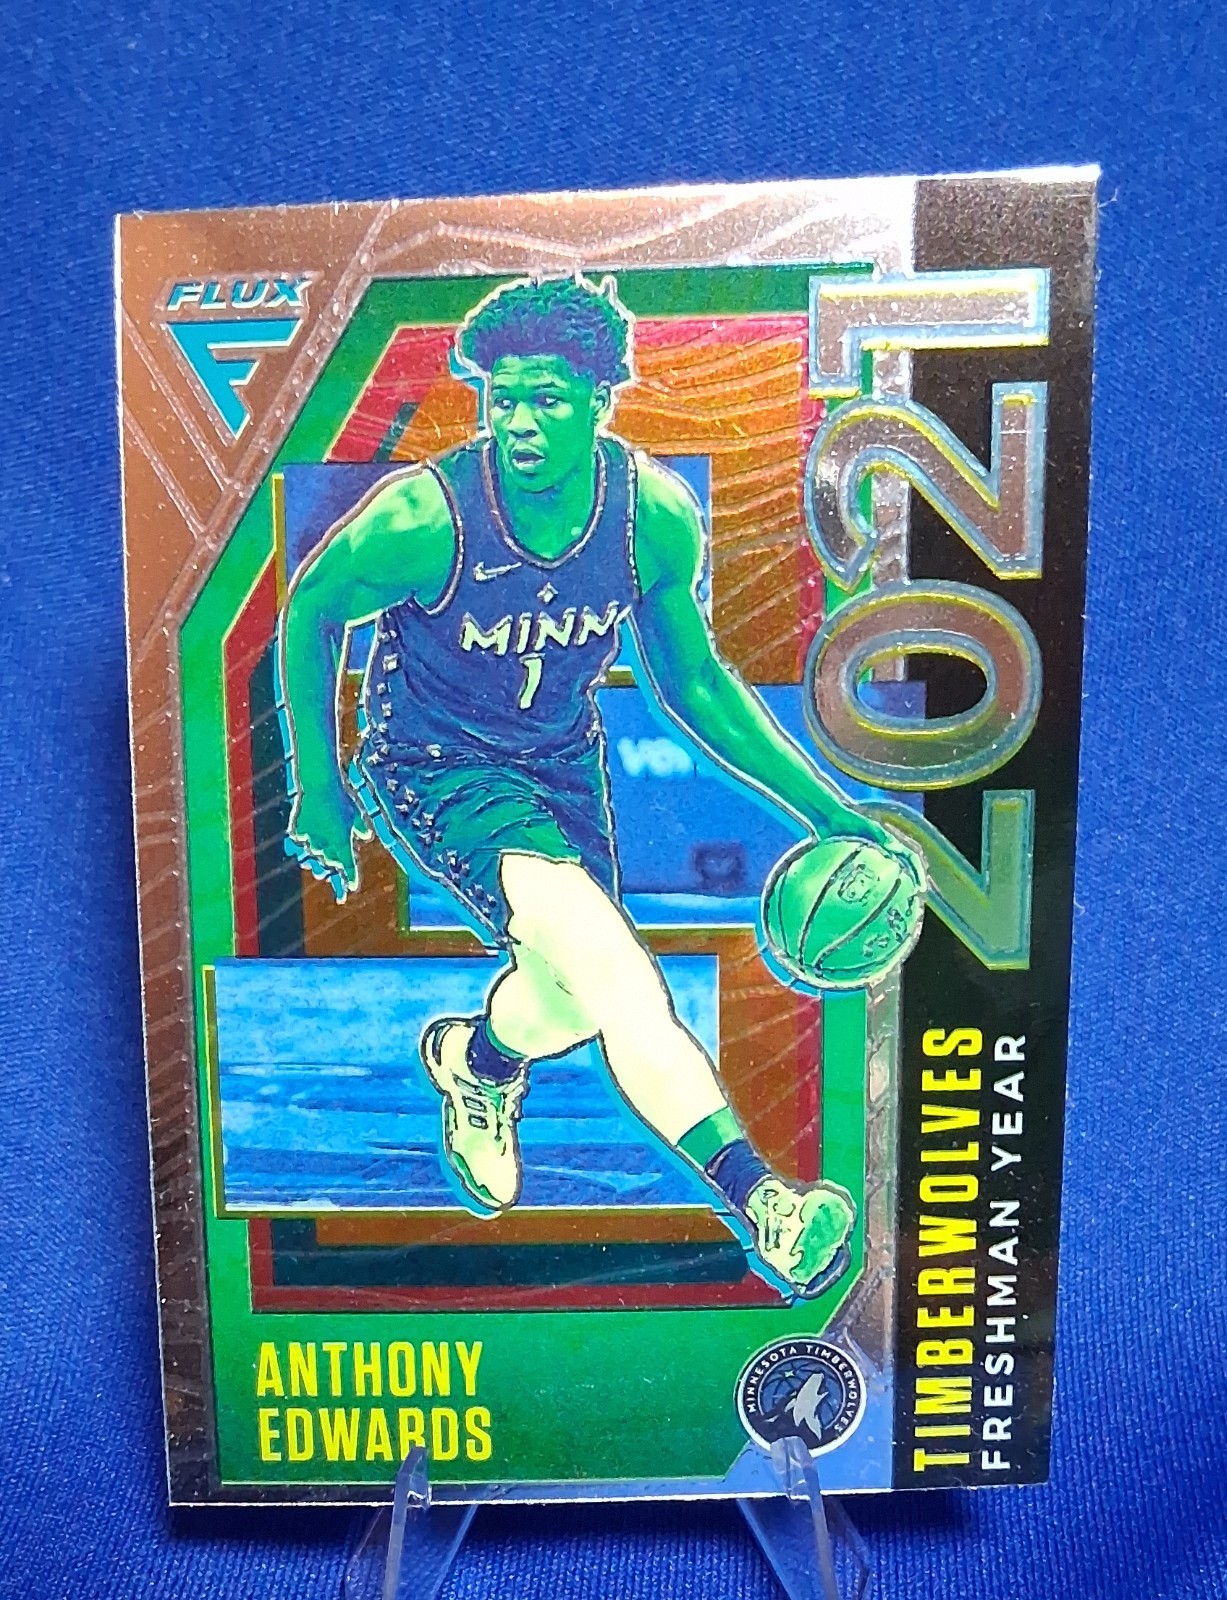 FLUX
F
2021
MINN
1
TIMBERWOLVES
FRESHMAN YEAR
ANTHONY
EDWARDS
MINNESOTA TIMBERWOLVES